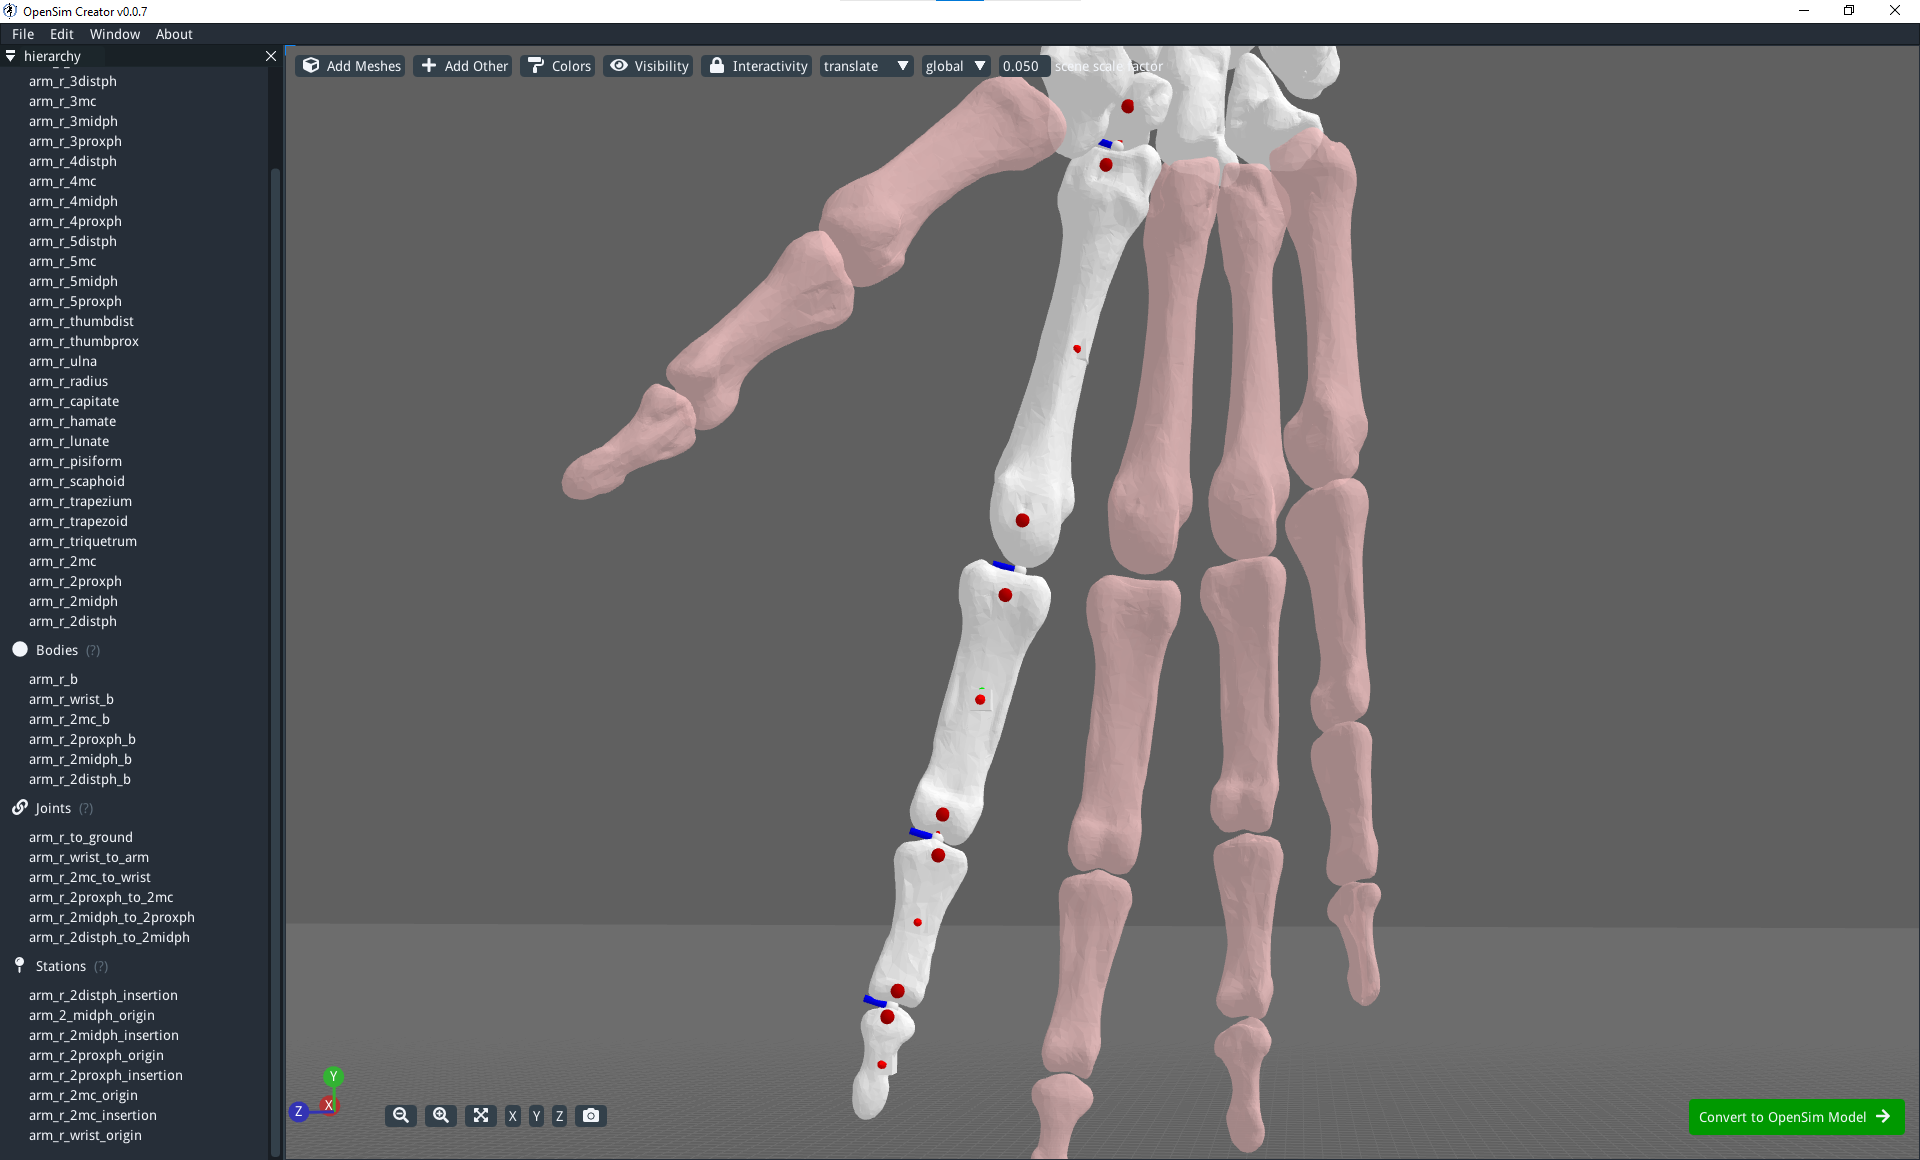 OpenSim Creator v0.0.7
File Edit Window About
hierarchy
Add Meshes Add Other Colors Visibility Interactivity translate global 0.050 scene scale factor
arm_r_3distph
arm_r_3mc
arm_r_3midph
arm_r_3proxph
arm_r_4distph
arm_r_4mc
arm_r_4midph
arm_r_4proxph
arm_r_5distph
arm_r_5mc
arm_r_5midph
arm_r_5proxph
arm_r_thumbdist
arm_r_thumbprox
arm_r_ulna
arm_r_radius
arm_r_capitate
arm_r_hamate
arm_r_lunate
arm_r_pisiform
arm_r_scaphoid
arm_r_trapezium
arm_r_trapezoid
arm_r_triquetrum
arm_r_2mc
arm_r_2proxph
arm_r_2midph
arm_r_2distph
Bodies (?)
arm_r_b
arm_r_wrist_b
arm_r_2mc_b
arm_r_2proxph_b
arm_r_2midph_b
arm_r_2distph_b
Joints (?)
arm_r_to_ground
arm_r_wrist_to_arm
arm_r_2mc_to_wrist
arm_r_2proxph_to_2mc
arm_r_2midph_to_2proxph
arm_r_2distph_to_2midph
Stations (?)
arm_r_2distph_insertion
arm_2_midph_origin
arm_r_2midph_insertion
arm_r_2proxph_origin
arm_r_2proxph_insertion
arm_r_2mc_origin
arm_r_2mc_insertion
arm_r_wrist_origin
Y
Z X
X Y Z
Convert to OpenSim Model